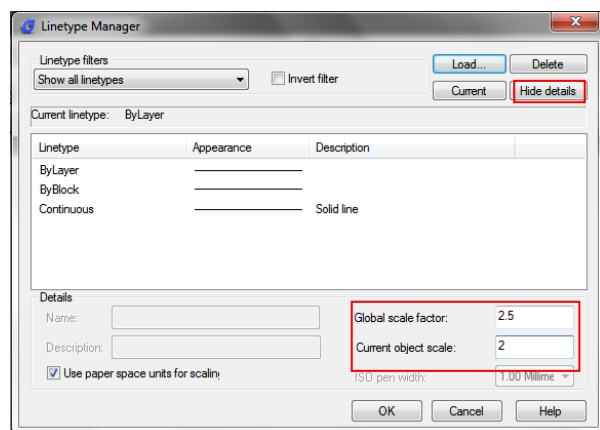 Linetype Manager
Linetype filters
Show all linetypes
Invert filter
Load...
Delete
Current
Hide details
Current linetype: ByLayer
Linetype Appearance Description
ByLayer
ByBlock
Continuous Solid line
Details
Name:
Description:
Use paper space units for scaling
Global scale factor: 2.5
Current object scale: 2
ISO pen width: 1.00 Millime
OK
Cancel
Help